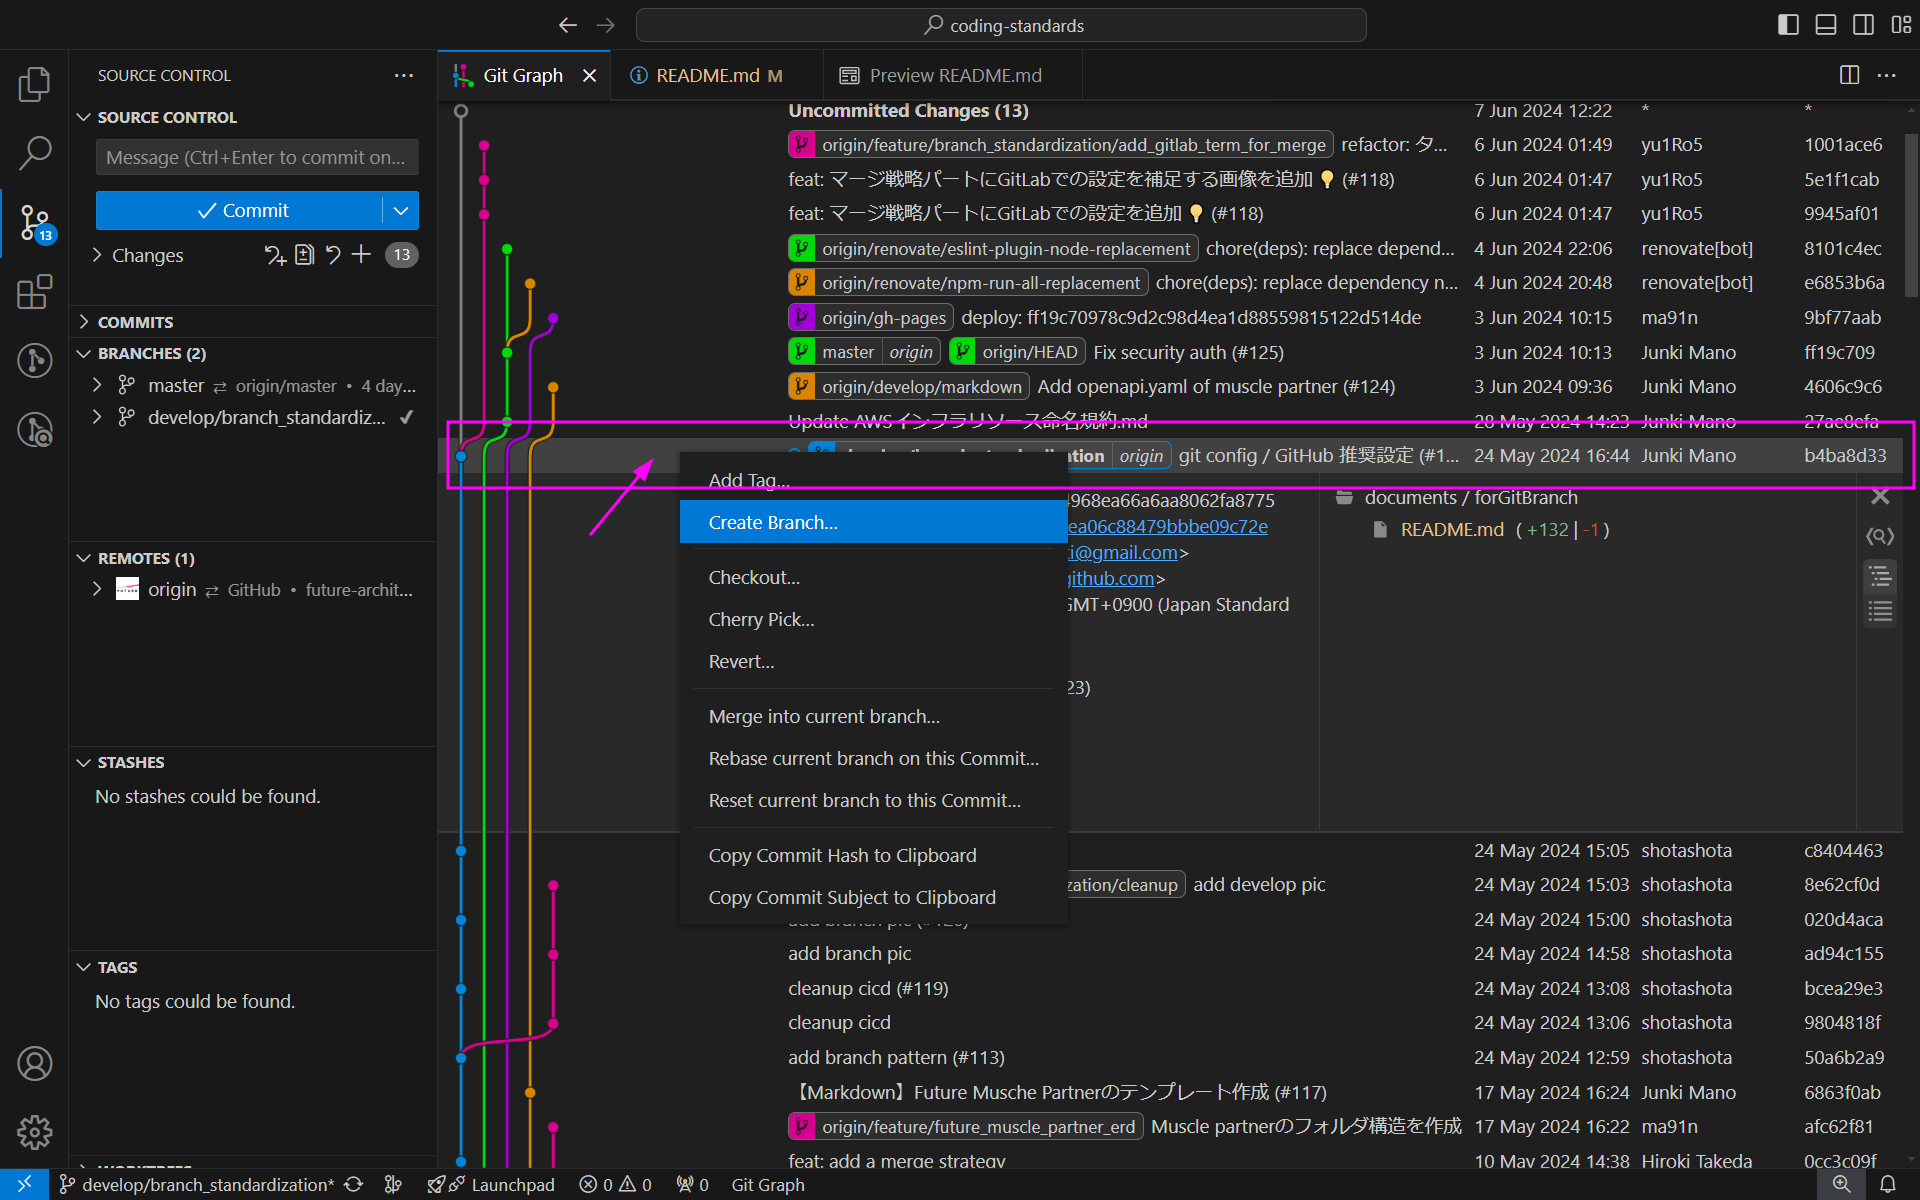 coding-standards
SOURCE CONTROL
Git Graph
README.md M
Preview README.md
SOURCE CONTROL
Message (Ctrl+Enter to commit on...
Commit
Changes
13
13
COMMITS
BRANCHES (2)
master ⇄ origin/master • 4 day...
develop/branch_standardiz... ✓
REMOTES (1)
origin ⇄ GitHub • future-archit...
STASHES
No stashes could be found.
TAGS
No tags could be found.
Uncommitted Changes (13) 7 Jun 2024 12:22 * *
origin/feature/branch_standardization/add_gitlab_term_for_merge refactor: タ... 6 Jun 2024 01:49 yu1Ro5 1001ace6
feat: マージ戦略パートにGitLabでの設定を補足する画像を追加 💡 (#118) 6 Jun 2024 01:47 yu1Ro5 5e1f1cab
feat: マージ戦略パートにGitLabでの設定を追加 💡 (#118) 6 Jun 2024 01:47 yu1Ro5 9945af01
origin/renovate/eslint-plugin-node-replacement chore(deps): replace depend... 4 Jun 2024 22:06 renovate[bot] 8101c4ec
origin/renovate/npm-run-all-replacement chore(deps): replace dependency n... 4 Jun 2024 20:48 renovate[bot] e6853b6a
origin/gh-pages deploy: ff19c70978c9d2c98d4ea1d88559815122d514de 3 Jun 2024 10:15 ma91n 9bf77aab
master origin origin/HEAD Fix security auth (#125) 3 Jun 2024 10:13 Junki Mano ff19c709
origin/develop/markdown Add openapi.yaml of muscle partner (#124) 3 Jun 2024 09:36 Junki Mano 4606c9c6
Update AWS インフラリソース命名規約.md 28 May 2024 14:23 Junki Mano 27ae8efa
ntion origin git config / GitHub 推奨設定 (#1... 24 May 2024 16:44 Junki Mano b4ba8d33
Add Tag...
Create Branch...
Checkout...
Cherry Pick...
Revert...
Merge into current branch...
Rebase current branch on this Commit...
Reset current branch to this Commit...
Copy Commit Hash to Clipboard
Copy Commit Subject to Clipboard
4968ea66a6aa8062fa8775
ea06c88479bbbe09c72e
ti@gmail.com>
github.com>
GMT+0900 (Japan Standard
23)
documents / forGitBranch
README.md ( +132 | -1 )
24 May 2024 15:05 shotashota c8404463
zation/cleanup add develop pic 24 May 2024 15:03 shotashota 8e62cf0d
24 May 2024 15:00 shotashota 020d4aca
add branch pic 24 May 2024 14:58 shotashota ad94c155
cleanup cicd (#119) 24 May 2024 13:08 shotashota bcea29e3
cleanup cicd 24 May 2024 13:06 shotashota 9804818f
add branch pattern (#113) 24 May 2024 12:59 shotashota 50a6b2a9
【Markdown】Future Musche Partnerのテンプレート作成 (#117) 17 May 2024 16:24 Junki Mano 6863f0ab
origin/feature/future_muscle_partner_erd Muscle partnerのフォルダ構造を作成 17 May 2024 16:22 ma91n afc62f81
feat: add a merge strategy 10 May 2024 14:38 Hiroki Takeda 0cc3c09f
develop/branch_standardization* Launchpad 0 0 0 Git Graph